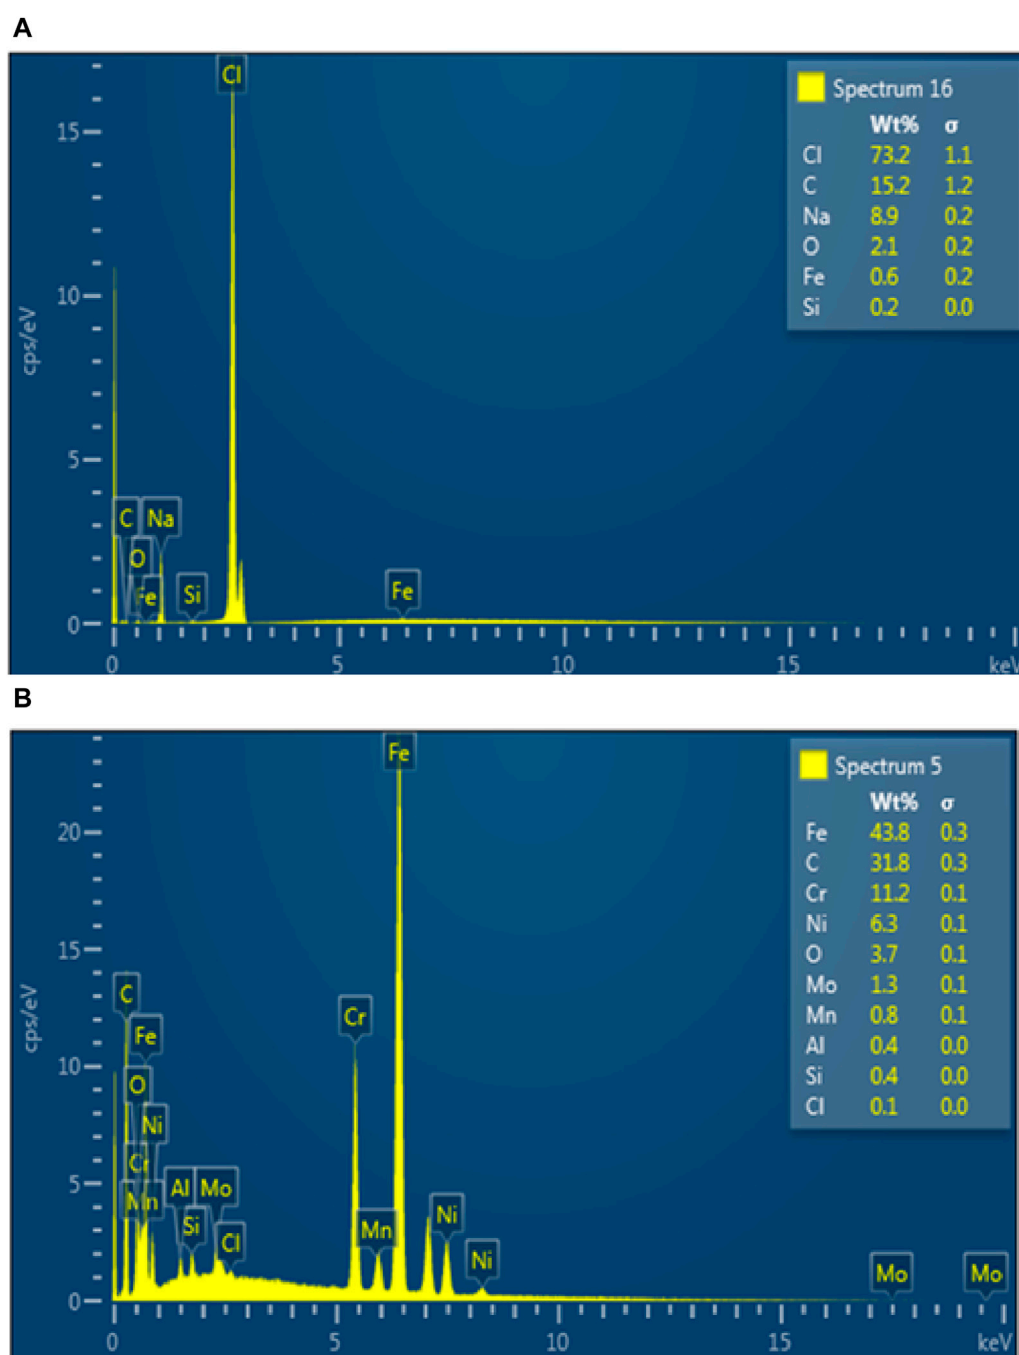 A
Cl
Spectrum 16
Wt% σ
Cl 73.2 1.1
C 15.2 1.2
Na 8.9 0.2
O 2.1 0.2
Fe 0.6 0.2
Si 0.2 0.0
15
10
5
0
cps/eV
C
Na
O
Fe
Si
Fe
0 5 10 15 keV
B
Fe
Spectrum 5
Wt% σ
Fe 43.8 0.3
C 31.8 0.3
Cr 11.2 0.1
Ni 6.3 0.1
O 3.7 0.1
Mo 1.3 0.1
Mn 0.8 0.1
Al 0.4 0.0
Si 0.4 0.0
Cl 0.1 0.0
20
15
10
5
0
cps/eV
C
Fe
O
Ni
Cr
Mn
Al
Mo
Si
Cl
Cr
Mn
Ni
Ni
Mo
Mo
0 5 10 15 keV